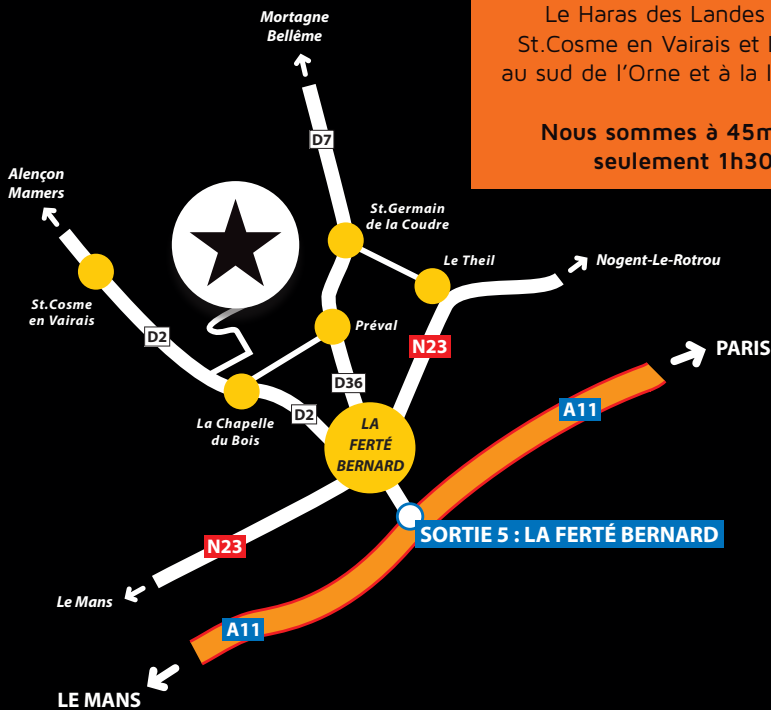 Mortagne
Bellême
Le Haras des Landes
St.Cosme en Vairais et
au sud de l'Orne et à la
Nous sommes à
seulement 1h30
D7
Alençon
Mamers
St.Germain
de la Coudre
Le Theil
Nogent-Le-Rotrou
St.Cosme
en Vairais
D2
Préval
N23
PARIS
D36
La Chapelle
du Bois
D2
LA
FERTÉ
BERNARD
A11
SORTIE 5 : LA FERTÉ BERNARD
N23
Le Mans
A11
LE MANS